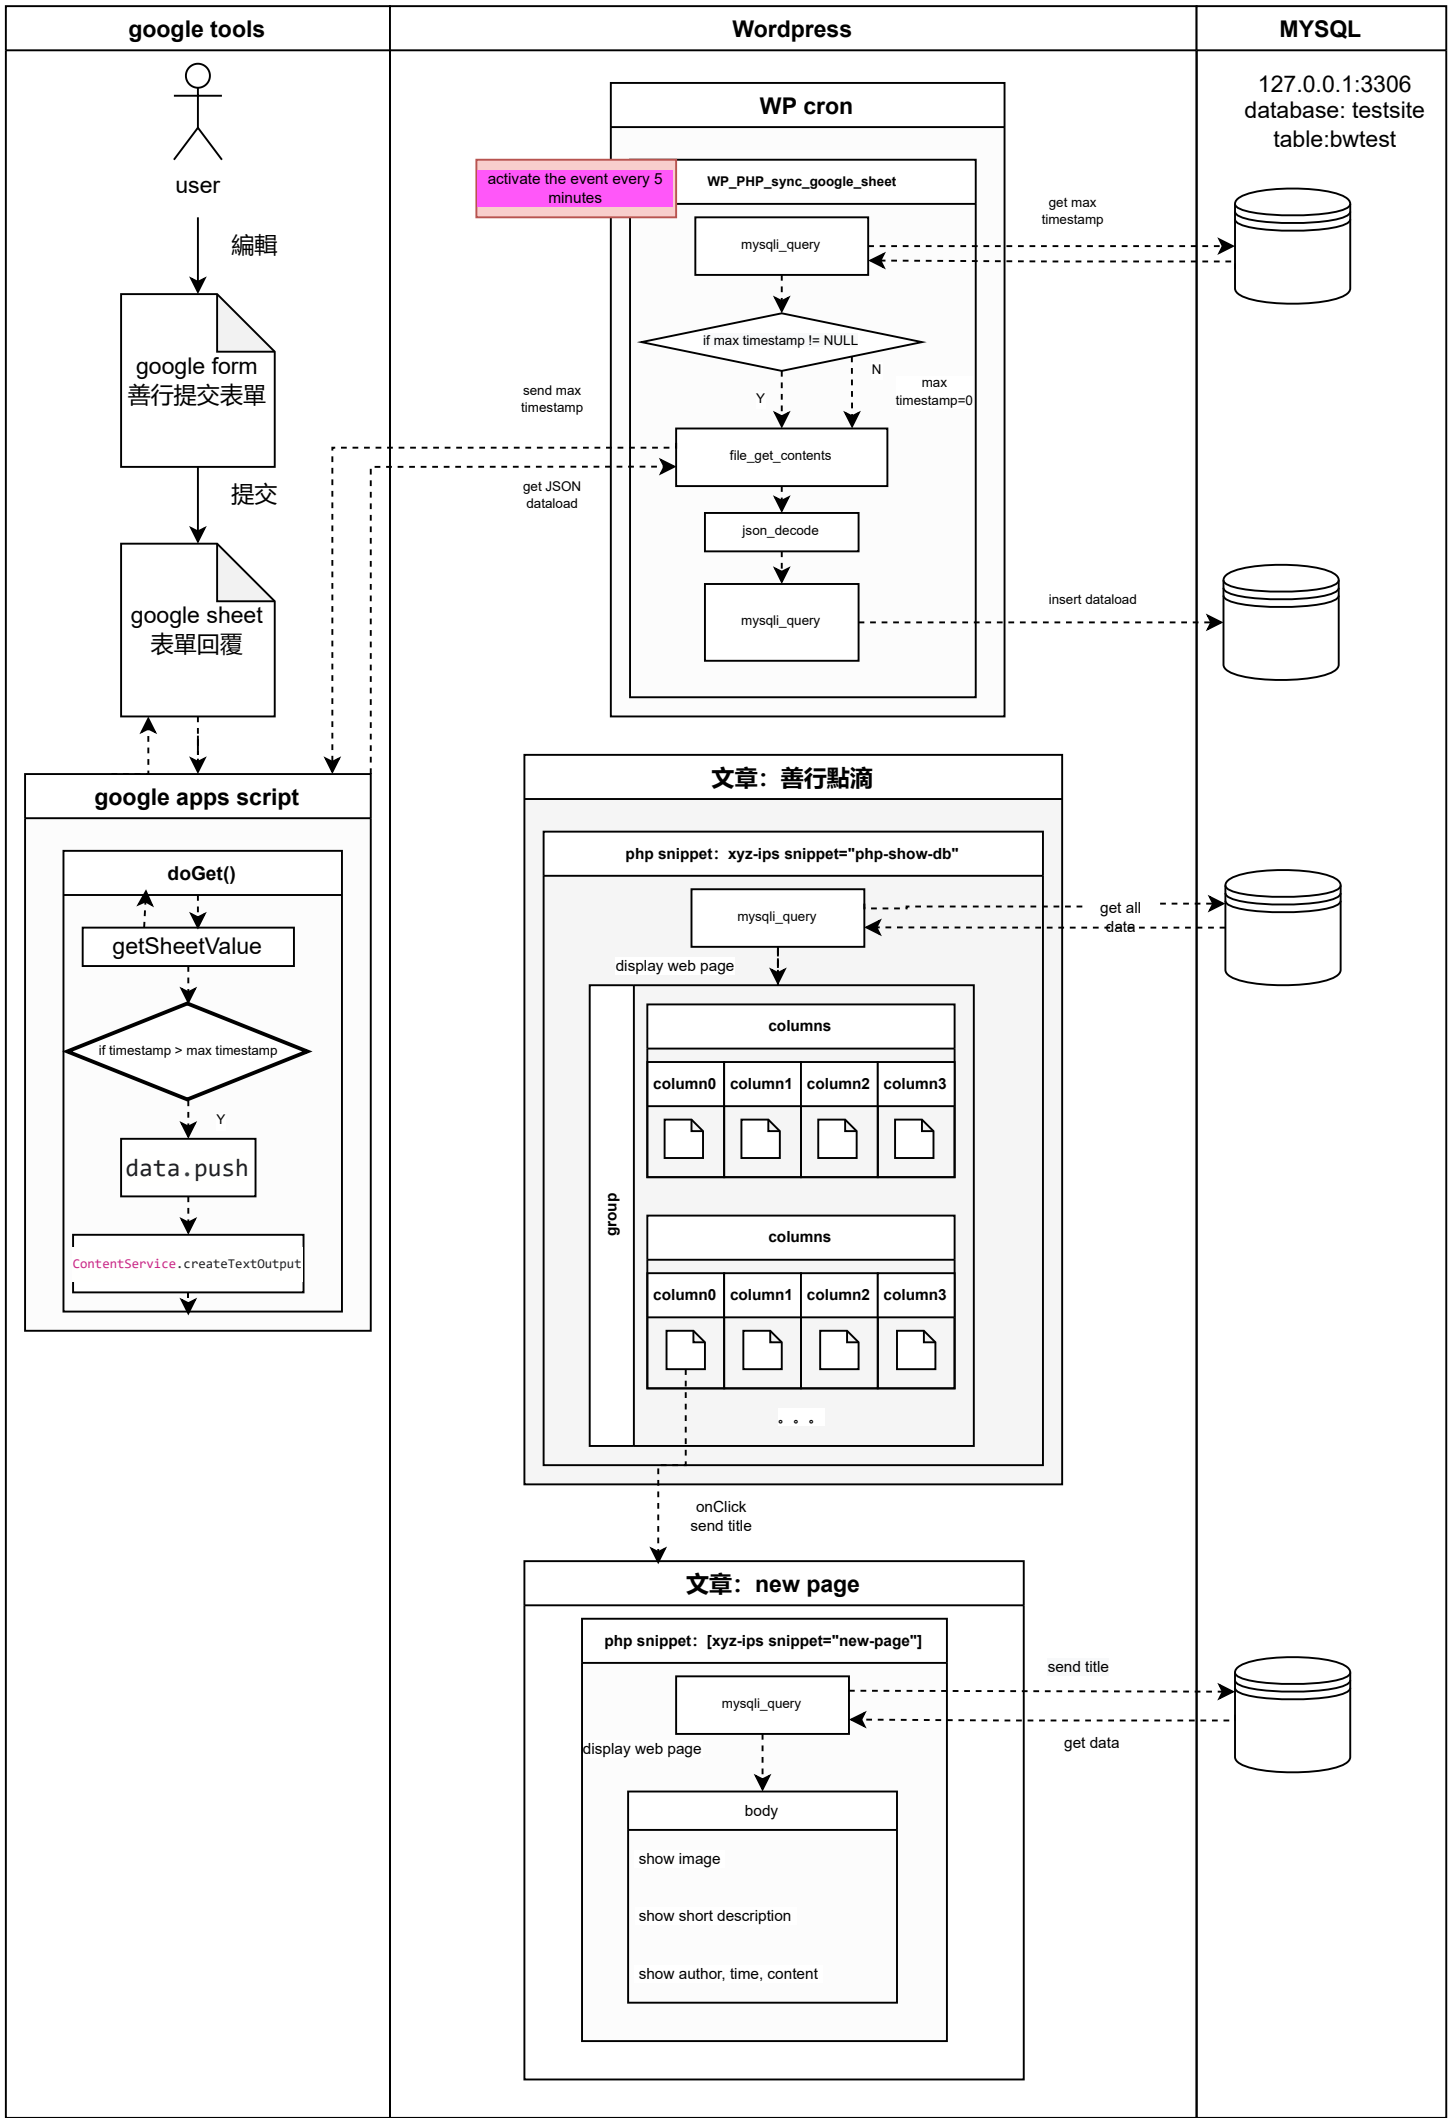 google tools
Wordpress
MYSQL
user
編輯
google form
善行提交表單
提交
google sheet
表單回覆
google apps script
doGet()
getSheetValue
if timestamp > max timestamp
Y
data.push
ContentService.createTextOutput
WP cron
activate the event every 5
minutes
WP_PHP_sync_google_sheet
mysqli_query
get max
timestamp
if max timestamp != NULL
Y
N
max
timestamp=0
send max
timestamp
file_get_contents
get JSON
dataload
json_decode
mysqli_query
insert dataload
127.0.0.1:3306
database: testsite
table:bwtest
文章：善行點滴
php snippet：xyz-ips snippet="php-show-db"
mysqli_query
get all
data
display web page
group
columns
column0 column1 column2 column3
columns
column0 column1 column2 column3
。。。
onClick
send title
文章：new page
php snippet：[xyz-ips snippet="new-page"]
mysqli_query
send title
get data
display web page
body
show image
show short description
show author, time, content